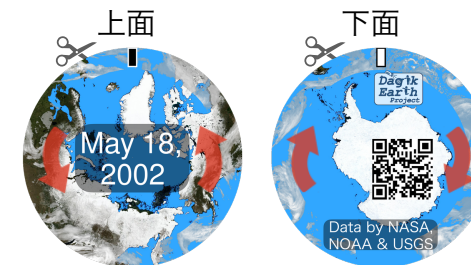 上面
下面
May 18,
2002
Dagik
Earth
Project
Data by NASA,
NOAA & USGS